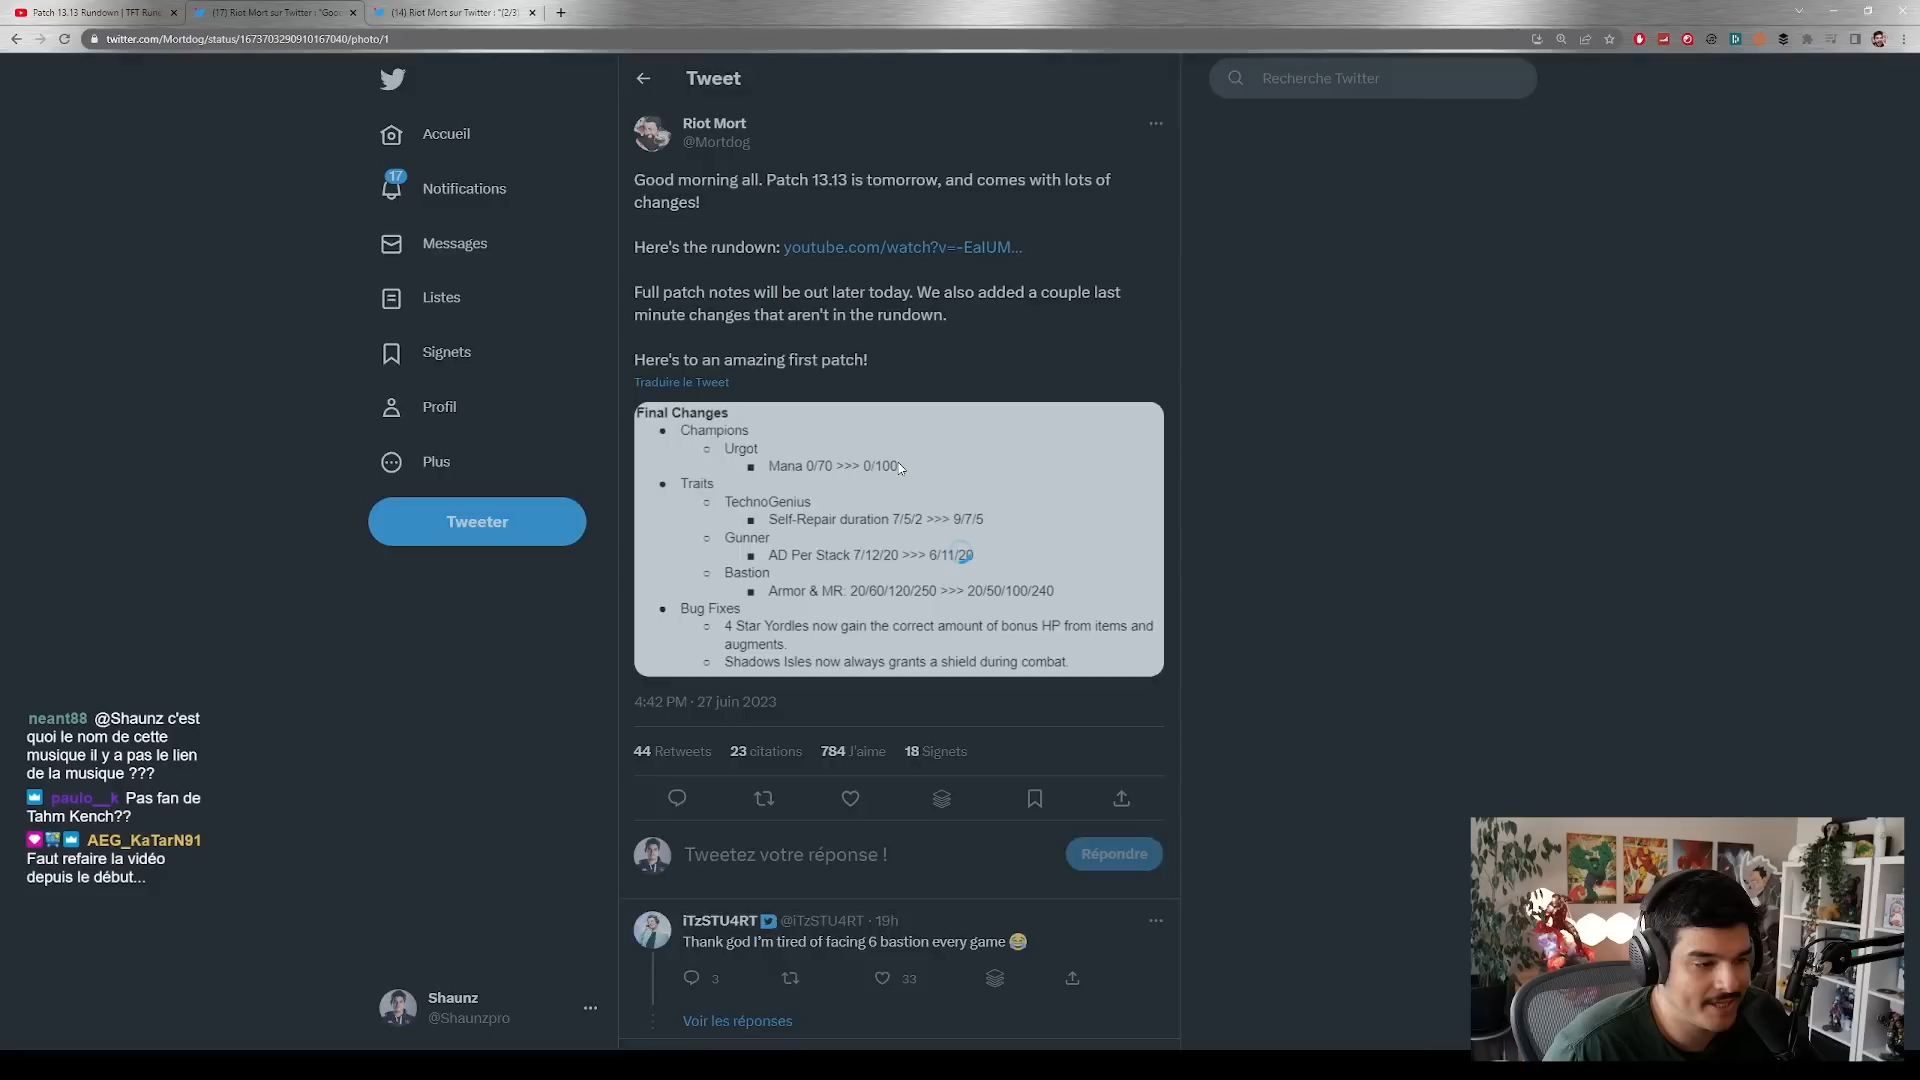 Patch 13.13 Rundown | TFT Rund
(17) Riot Mort sur Twitter : "Good
(14) Riot Mort sur Twitter : "(2/3)
twitter.com/Mortdog/status/1673703290910167040/photo/1
Accueil
17
Notifications
Messages
Listes
Signets
Profil
Plus
Tweeter
Tweet
Recherche Twitter
Riot Mort
@Mortdog
Good morning all. Patch 13.13 is tomorrow, and comes with lots of
changes!
Here's the rundown: youtube.com/watch?v=-EaIUM...
Full patch notes will be out later today. We also added a couple last
minute changes that aren't in the rundown.
Here's to an amazing first patch!
Traduire le Tweet
Final Changes
Champions
Urgot
Mana 0/70 >>> 0/100
Traits
TechnoGenius
Self-Repair duration 7/5/2 >>> 9/7/5
Gunner
AD Per Stack 7/12/20 >>> 6/11/20
Bastion
Armor & MR: 20/60/120/250 >>> 20/50/100/240
Bug Fixes
4 Star Yordles now gain the correct amount of bonus HP from items and
augments.
Shadows Isles now always grants a shield during combat.
4:42 PM · 27 juin 2023
44 Retweets 23 citations 784 J'aime 18 Signets
Tweetez votre réponse !
Répondre
iTzSTU4RT @iTzSTU4RT · 19h
Thank god I'm tired of facing 6 bastion every game 😂
3
33
Voir les réponses
Shaunz
@Shaunzpro
neant88 @Shaunz c'est
quoi le nom de cette
musique il y a pas le lien
de la musique ???
paulo__k Pas fan de
Tahm Kench??
AEG_KaTarN91
Faut refaire la vidéo
depuis le début...